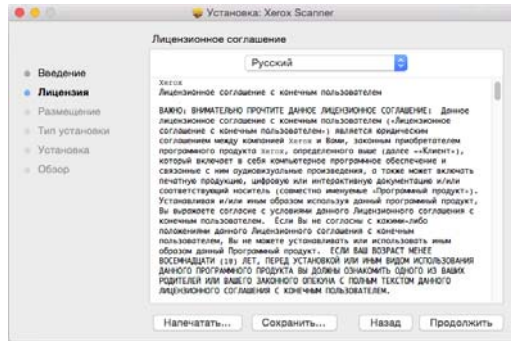 Установка: Xerox Scanner
Лицензионное соглашение
Русский
Введение
Лицензия
Размещение
Тип установки
Установка
Обзор
Xerox
Лицензионное соглашение с конечным пользователем
ВАЖНО: ВНИМАТЕЛЬНО ПРОЧТИТЕ ДАННОЕ ЛИЦЕНЗИОННОЕ СОГЛАШЕНИЕ: Данное
лицензионное соглашение с конечным пользователем («Лицензионное
соглашение с конечным пользователем») является юридическим
соглашением между компанией Xerox и Вами, законным приобретателем
программного продукта Xerox, определенного выше (далее —«Клиент»),
который включает в себя компьютерное программное обеспечение и
связанные с ним аудиовизуальные произведения, а также может включать
печатную продукцию, цифровую или интерактивную документацию и/или
соответствующий носитель (совместно именуемые «Программный продукт»).
Устанавливая и/или иным образом используя данный программный продукт,
Вы выражаете согласие с условиями данного Лицензионного соглашения с
конечным пользователем. Если Вы не согласны с какими-либо
положениями данного Лицензионного соглашения с конечным
пользователем, Вы не можете устанавливать или использовать иным
образом данный Программный продукт. ЕСЛИ ВАШ ВОЗРАСТ МЕНЕЕ
ВОСЕМНАДЦАТИ (18) ЛЕТ, ПЕРЕД УСТАНОВКОЙ ИЛИ ИНЫМ ВИДОМ ИСПОЛЬЗОВАНИЯ
ДАННОГО ПРОГРАММНОГО ПРОДУКТА ВЫ ДОЛЖНЫ ОЗНАКОМИТЬ ОДНОГО ИЗ ВАШИХ
РОДИТЕЛЕЙ ИЛИ ВАШЕГО ЗАКОННОГО ОПЕКУНА С ПОЛНЫМ ТЕКСТОМ ДАННОГО
ЛИЦЕНЗИОННОГО СОГЛАШЕНИЯ С КОНЕЧНЫМ ПОЛЬЗОВАТЕЛЕМ.
Напечатать... Сохранить... Назад Продолжить